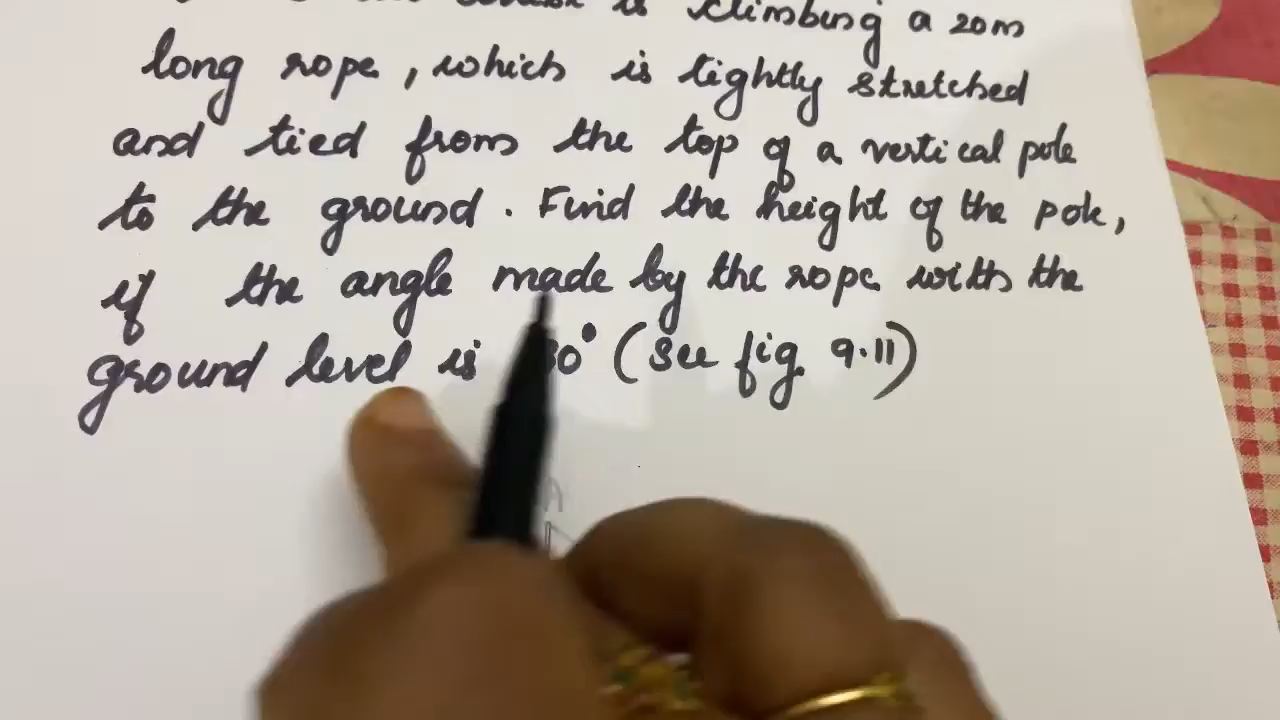 is climbing a 20m
long rope, which is tightly stretched
and tied from the top of a vertical pole
to the ground. Find the height of the pole,
if the angle made by the rope with the
ground level is 30° (See fig. 9.11)